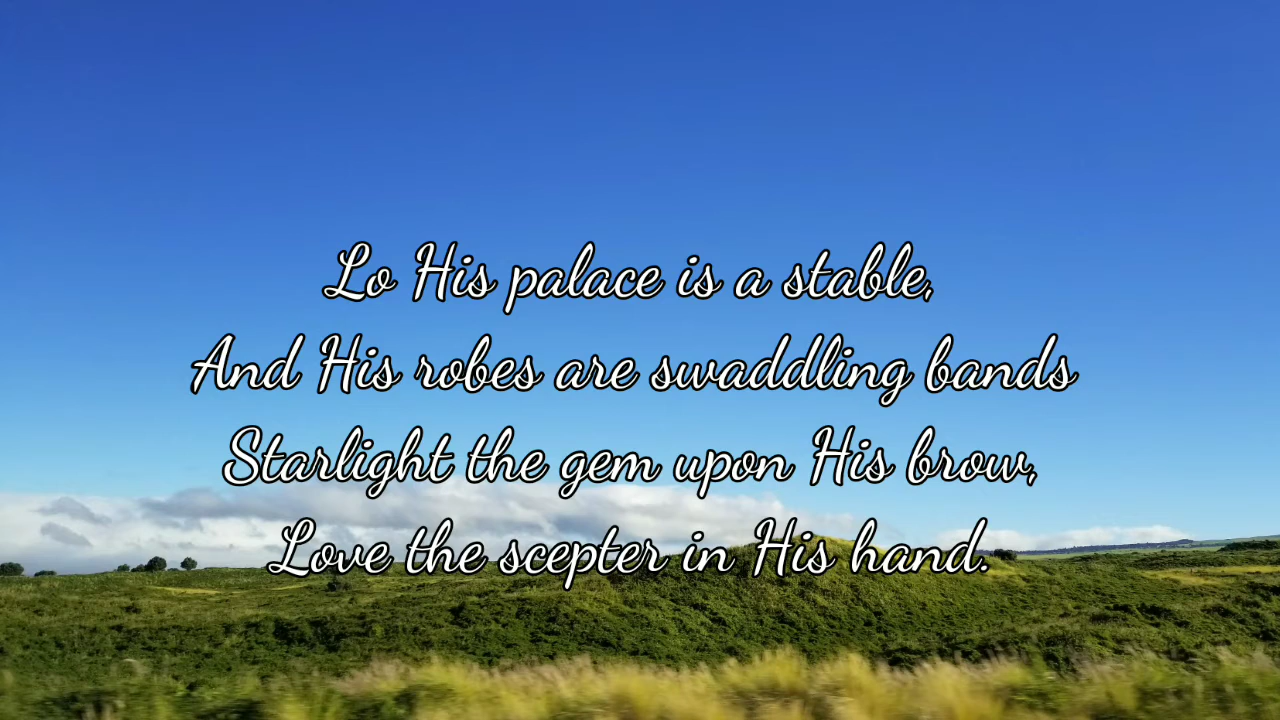 Lo His palace is a stable,
And His robes are swaddling bands
Starlight the gem upon His brow,
Love the scepter in His hand.